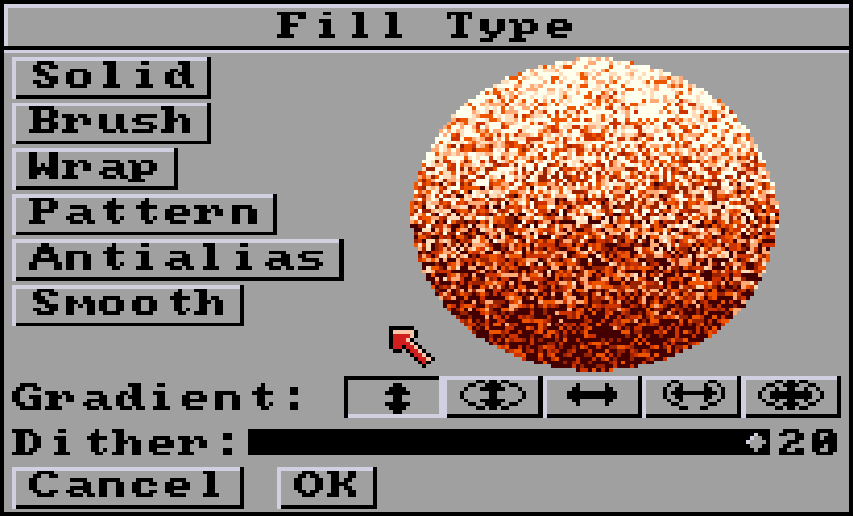 Fill Type
Solid
Brush
Wrap
Pattern
Antialias
Smooth
Gradient:
Dither: 20
Cancel OK